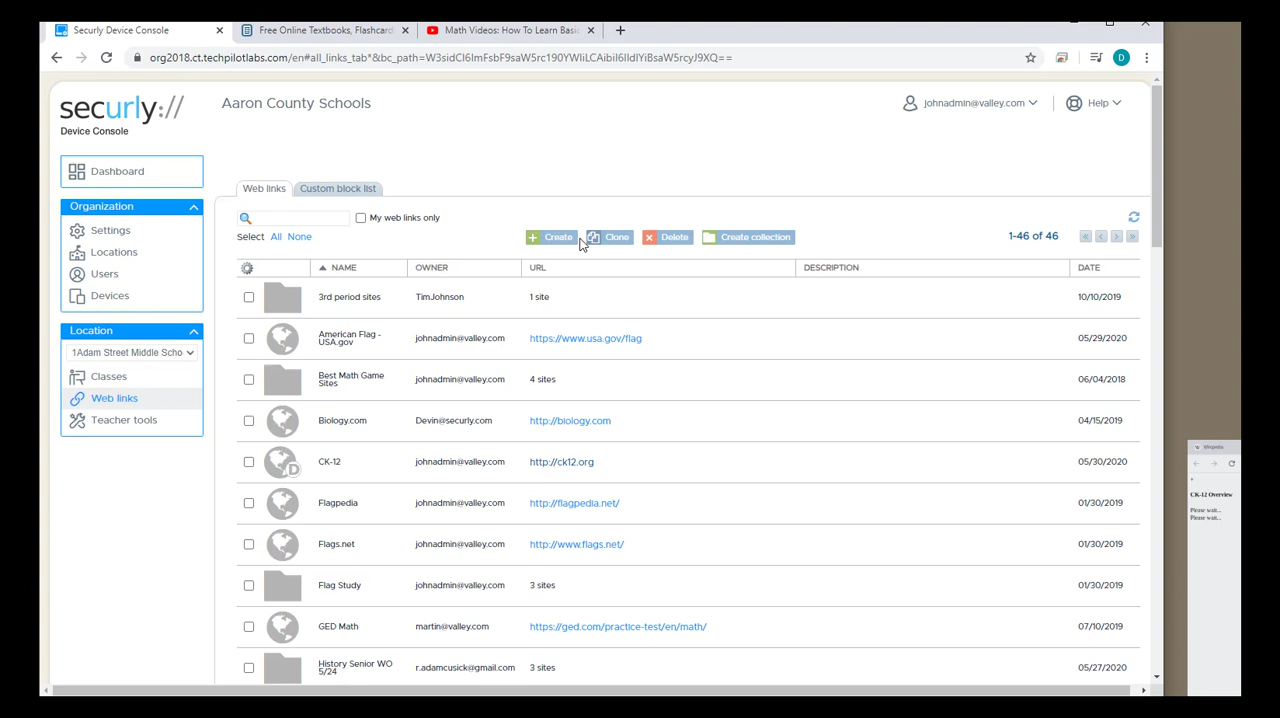 Securly Device Console
Free Online Textbooks, Flashcard
Math Videos: How To Learn Basic
org2018.ct.techpilotlabs.com/en#all_links_tab*&bc_path=W3sidCI6ImFsbF9saW5rc190YWIiLCAibiI6IldlYiBsaW5rcyJ9XQ==
D
securly://
Device Console
Aaron County Schools
johnadmin@valley.com
Help
Dashboard
Organization
Settings
Locations
Users
Devices
Location
1Adam Street Middle Scho
Classes
Web links
Teacher tools
Web links
Custom block list
My web links only
Select All None
Create
Clone
Delete
Create collection
1-46 of 46
NAME OWNER URL DESCRIPTION DATE
3rd period sites TimJohnson 1 site 10/10/2019
American Flag - johnadmin@valley.com https://www.usa.gov/flag 05/29/2020
USA.gov
Best Math Game johnadmin@valley.com 4 sites 06/04/2018
Sites
Biology.com Devin@securly.com http://biology.com 04/15/2019
D CK-12 johnadmin@valley.com http://ck12.org 05/30/2020
Flagpedia johnadmin@valley.com http://flagpedia.net/ 01/30/2019
Flags.net johnadmin@valley.com http://www.flags.net/ 01/30/2019
Flag Study johnadmin@valley.com 3 sites 01/30/2019
GED Math martin@valley.com https://ged.com/practice-test/en/math/ 07/10/2019
History Senior WO r.adamcusick@gmail.com 3 sites 05/27/2020
5/24
Wikipedia
CK-12 Overview
Please wait...
Please wait...